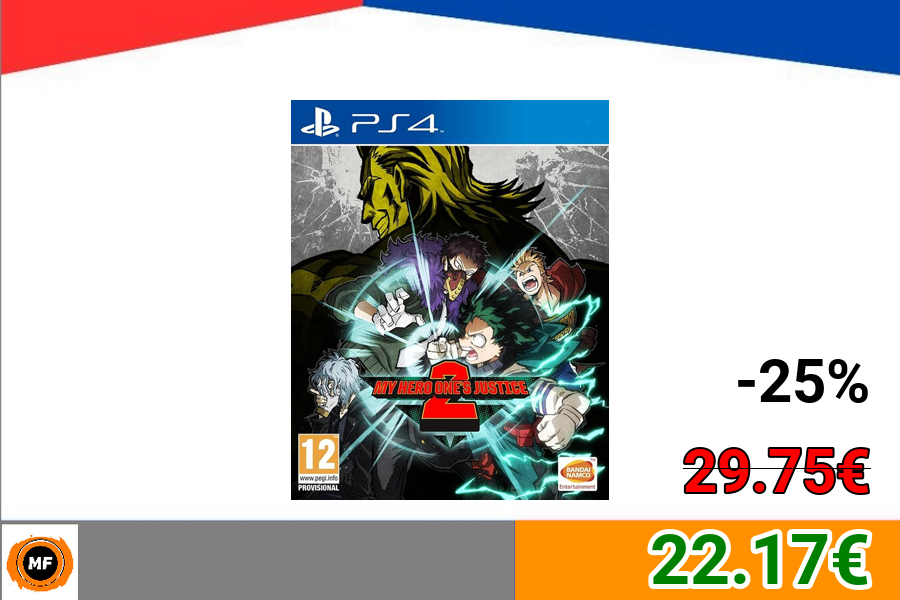 PS4
MY HERO ONE'S JUSTICE
2
12
www.pegi.info
PROVISIONAL
BANDAI
NAMCO
Entertainment
-25%
29.75€
22.17€
MF